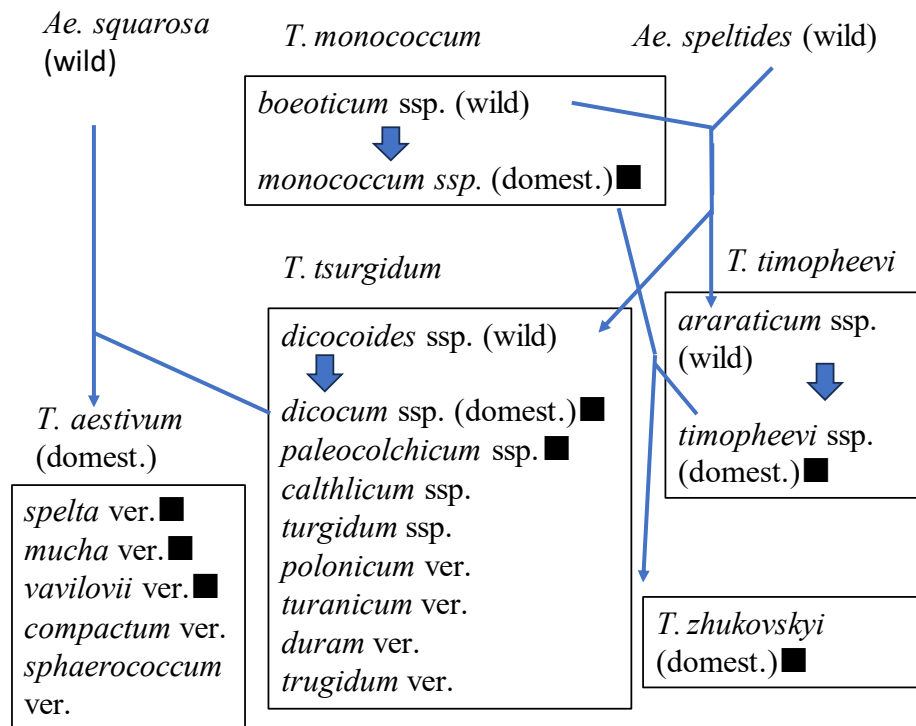 Ae. squarosa
(wild)
T. monococcum
Ae. speltides (wild)
boeoticum ssp. (wild)
monococcum ssp. (domest.)■
T. tsurgidum
T. timopheevi
dicocoides ssp. (wild)
dicocum ssp. (domest.)■
paleocolchicum ssp.■
calthlicum ssp.
turgidum ssp.
polonicum ver.
turanicum ver.
duram ver.
trugidum ver.
araraticum ssp.
(wild)
timopheevi ssp.
(domest.)■
T. aestivum
(domest.)
spelta ver.■
mucha ver.■
vavilovii ver.■
compactum ver.
sphaerococcum
ver.
T. zhukovskyi
(domest.)■